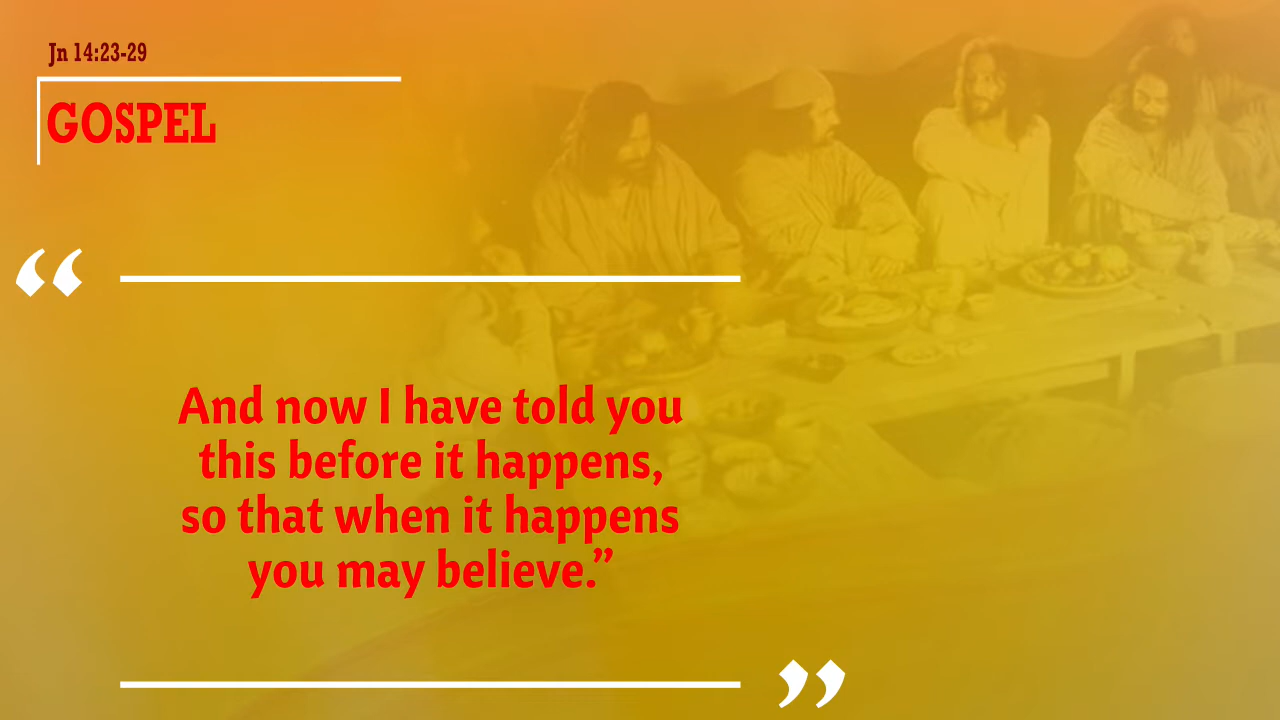 Jn 14:23-29
GOSPEL
“
And now I have told you
this before it happens,
so that when it happens
you may believe.”
”